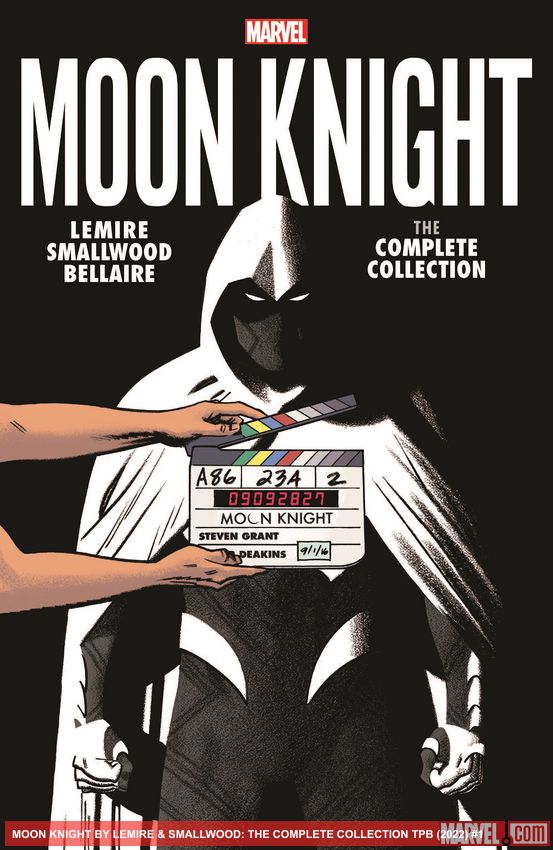 MARVEL
MOON KNIGHT
LEMIRE
SMALLWOOD
BELLAIRE
THE
COMPLETE
COLLECTION
A86 23A 2
09092827
MOON KNIGHT
STEVEN GRANT
DEAKINS 9/1/16
MOON KNIGHT BY LEMIRE & SMALLWOOD: THE COMPLETE COLLECTION TPB (2022) #1
MARVEL.com